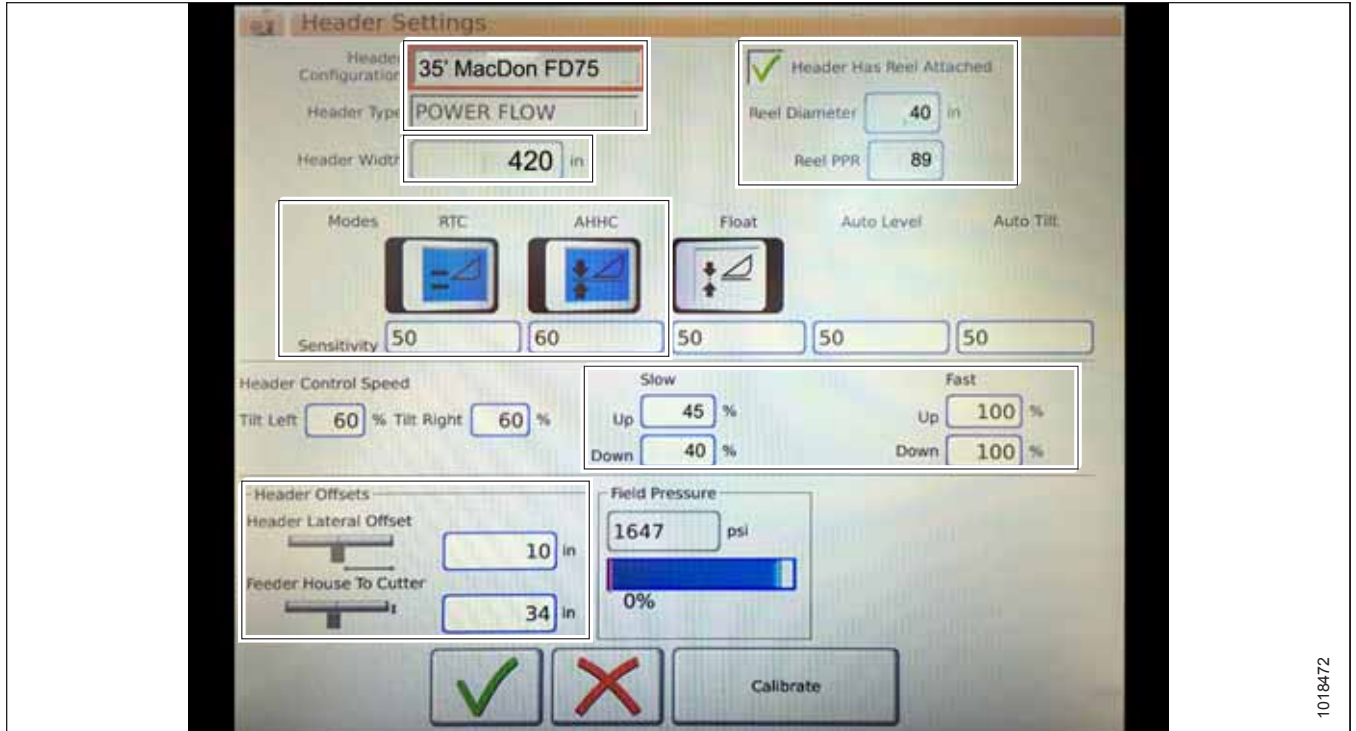 Header Settings
Header
Configuration
35' MacDon FD75
Header Has Reel Attached
Header Type
POWER FLOW
Reel Diameter
40
in
Header Width
420
in
Reel PPR
89
Modes
RTC
AHHC
Float
Auto Level
Auto Tilt
Sensitivity
50
60
50
50
50
Header Control Speed
Slow
Fast
Tilt Left
60
% Tilt Right
60
%
Up
45
%
Up
100
%
Down
40
%
Down
100
%
Header Offsets
Field Pressure
Header Lateral Offset
10
in
1647
psi
Feeder House To Cutter
34
in
0%
Calibrate
1018472